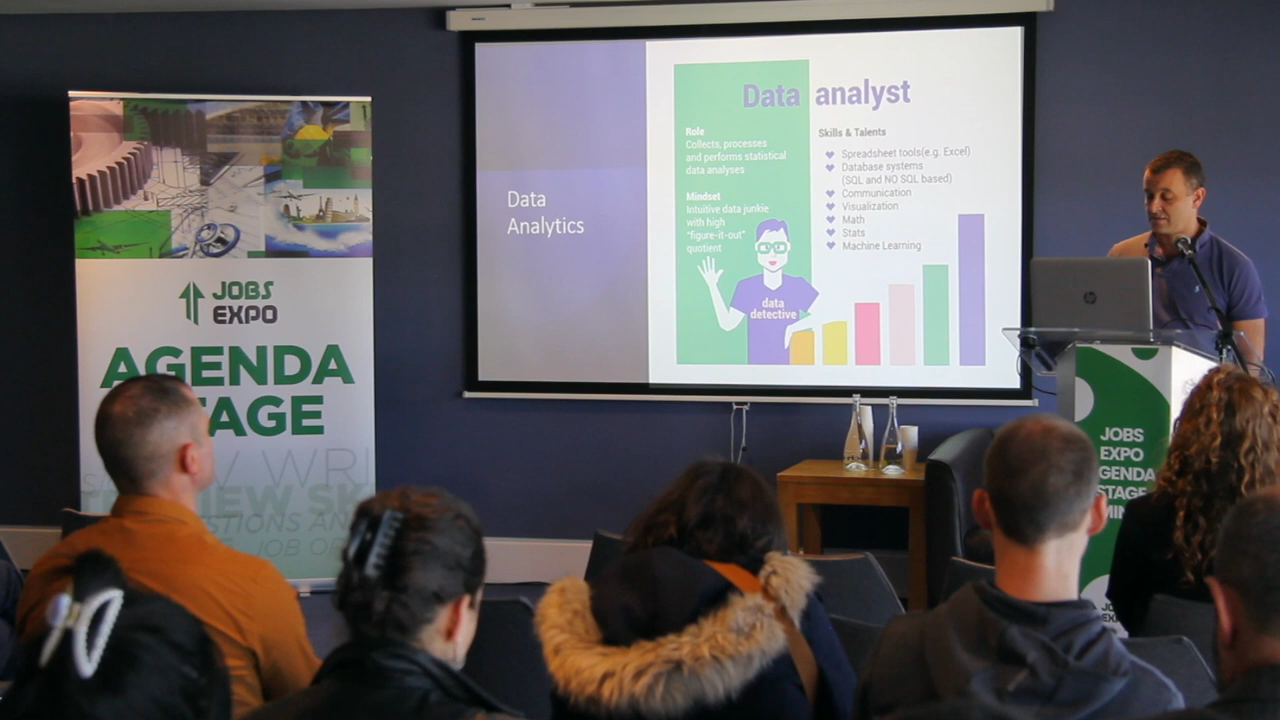 JOBS
EXPO
AGENDA
TAGE
Data
Analytics
Data analyst
Role
Collects, processes
and performs statistical
data analyses
Mindset
Intuitive data junkie
with high
"figure-it-out"
quotient
data
detective
Skills & Talents
Spreadsheet tools(e.g. Excel)
Database systems
(SQL and NO SQL based)
Communication
Visualization
Math
Stats
Machine Learning
hp
JOBS
EXPO
GENDA
STAGE